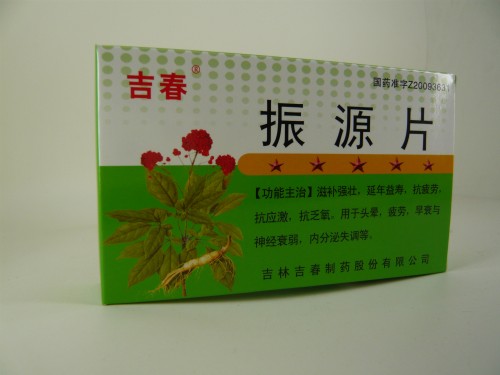 吉春®
国药准字Z20093631
振源片
【功能主治】滋补强壮，延年益寿，抗疲劳，
抗应激，抗乏氧，用于头晕，疲劳，早衰与
神经衰弱，内分泌失调等。
吉林吉春制药股份有限公司